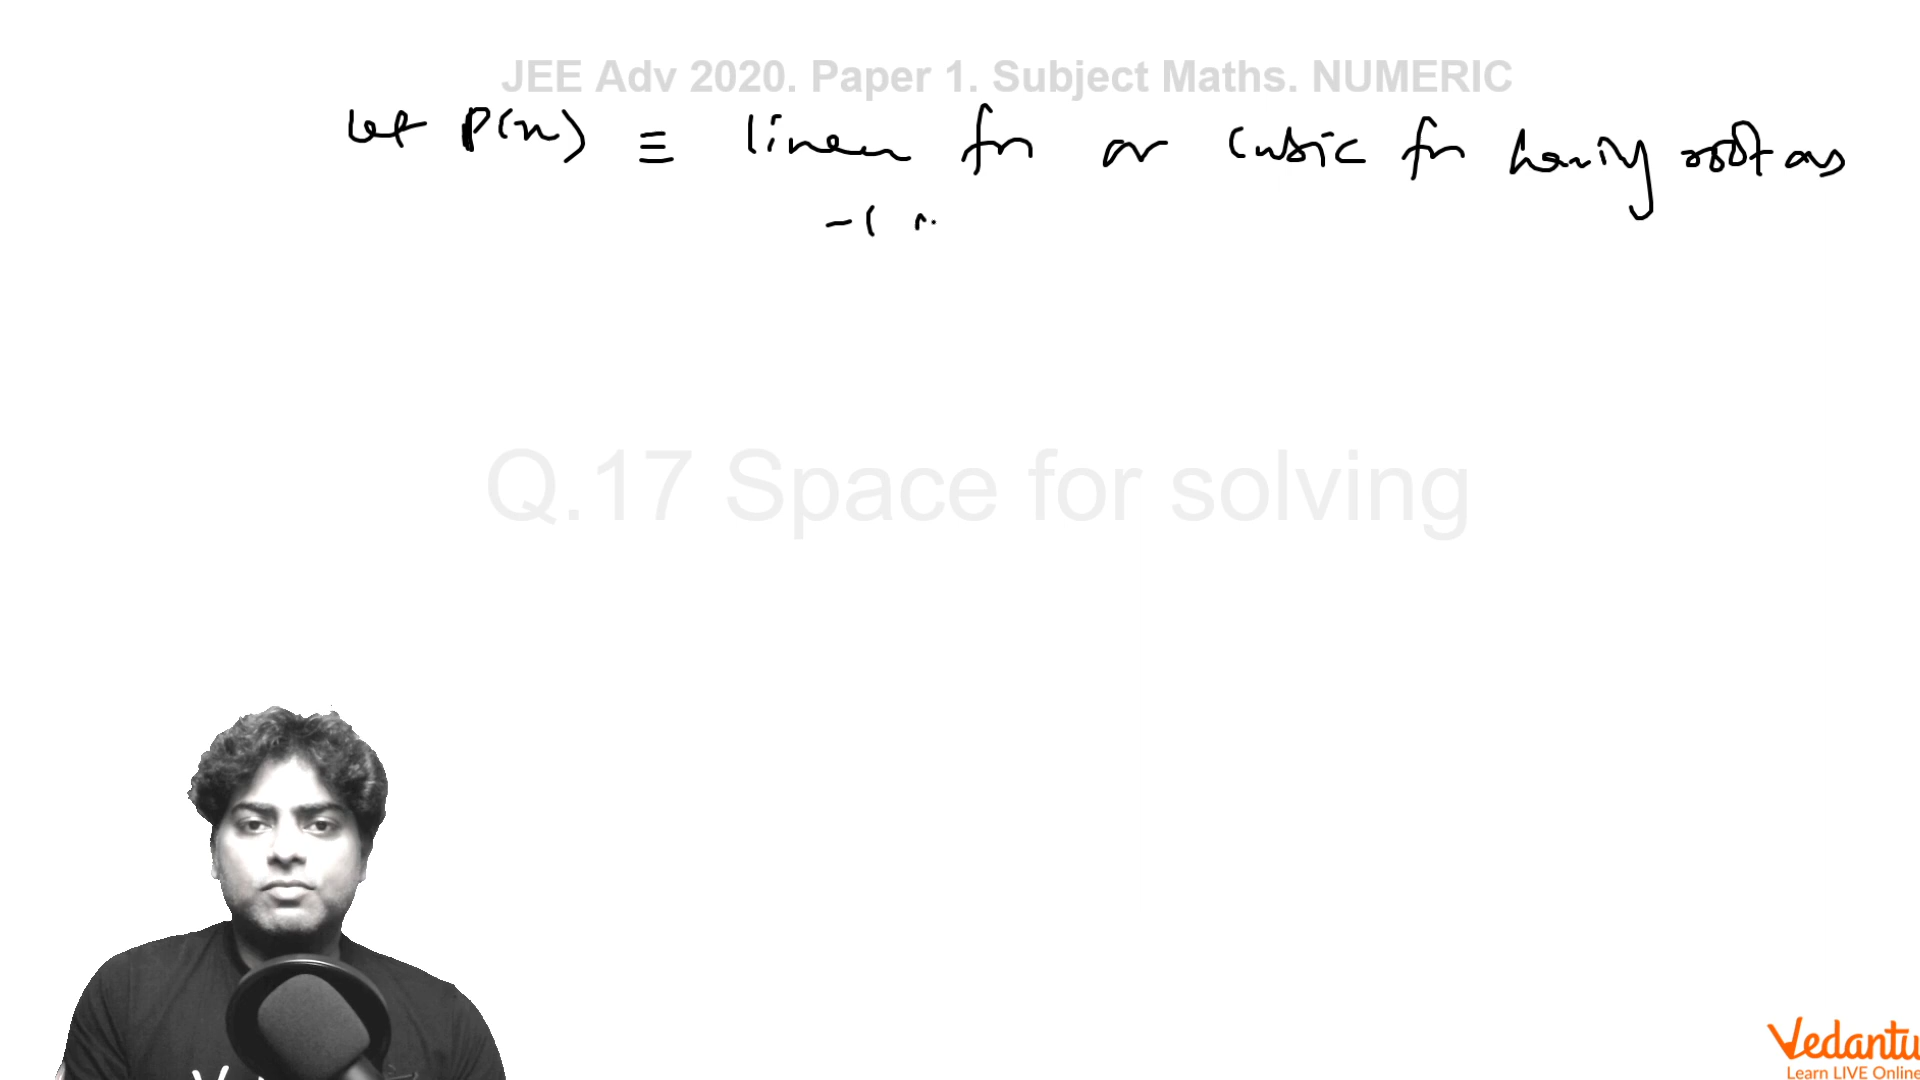 JEE Adv 2020. Paper 1. Subject Maths. NUMERIC
let P(x) ≡ linear fn or cubic fn having root as
-1
Q.17 Space for solving
Vedantu
Learn LIVE Online